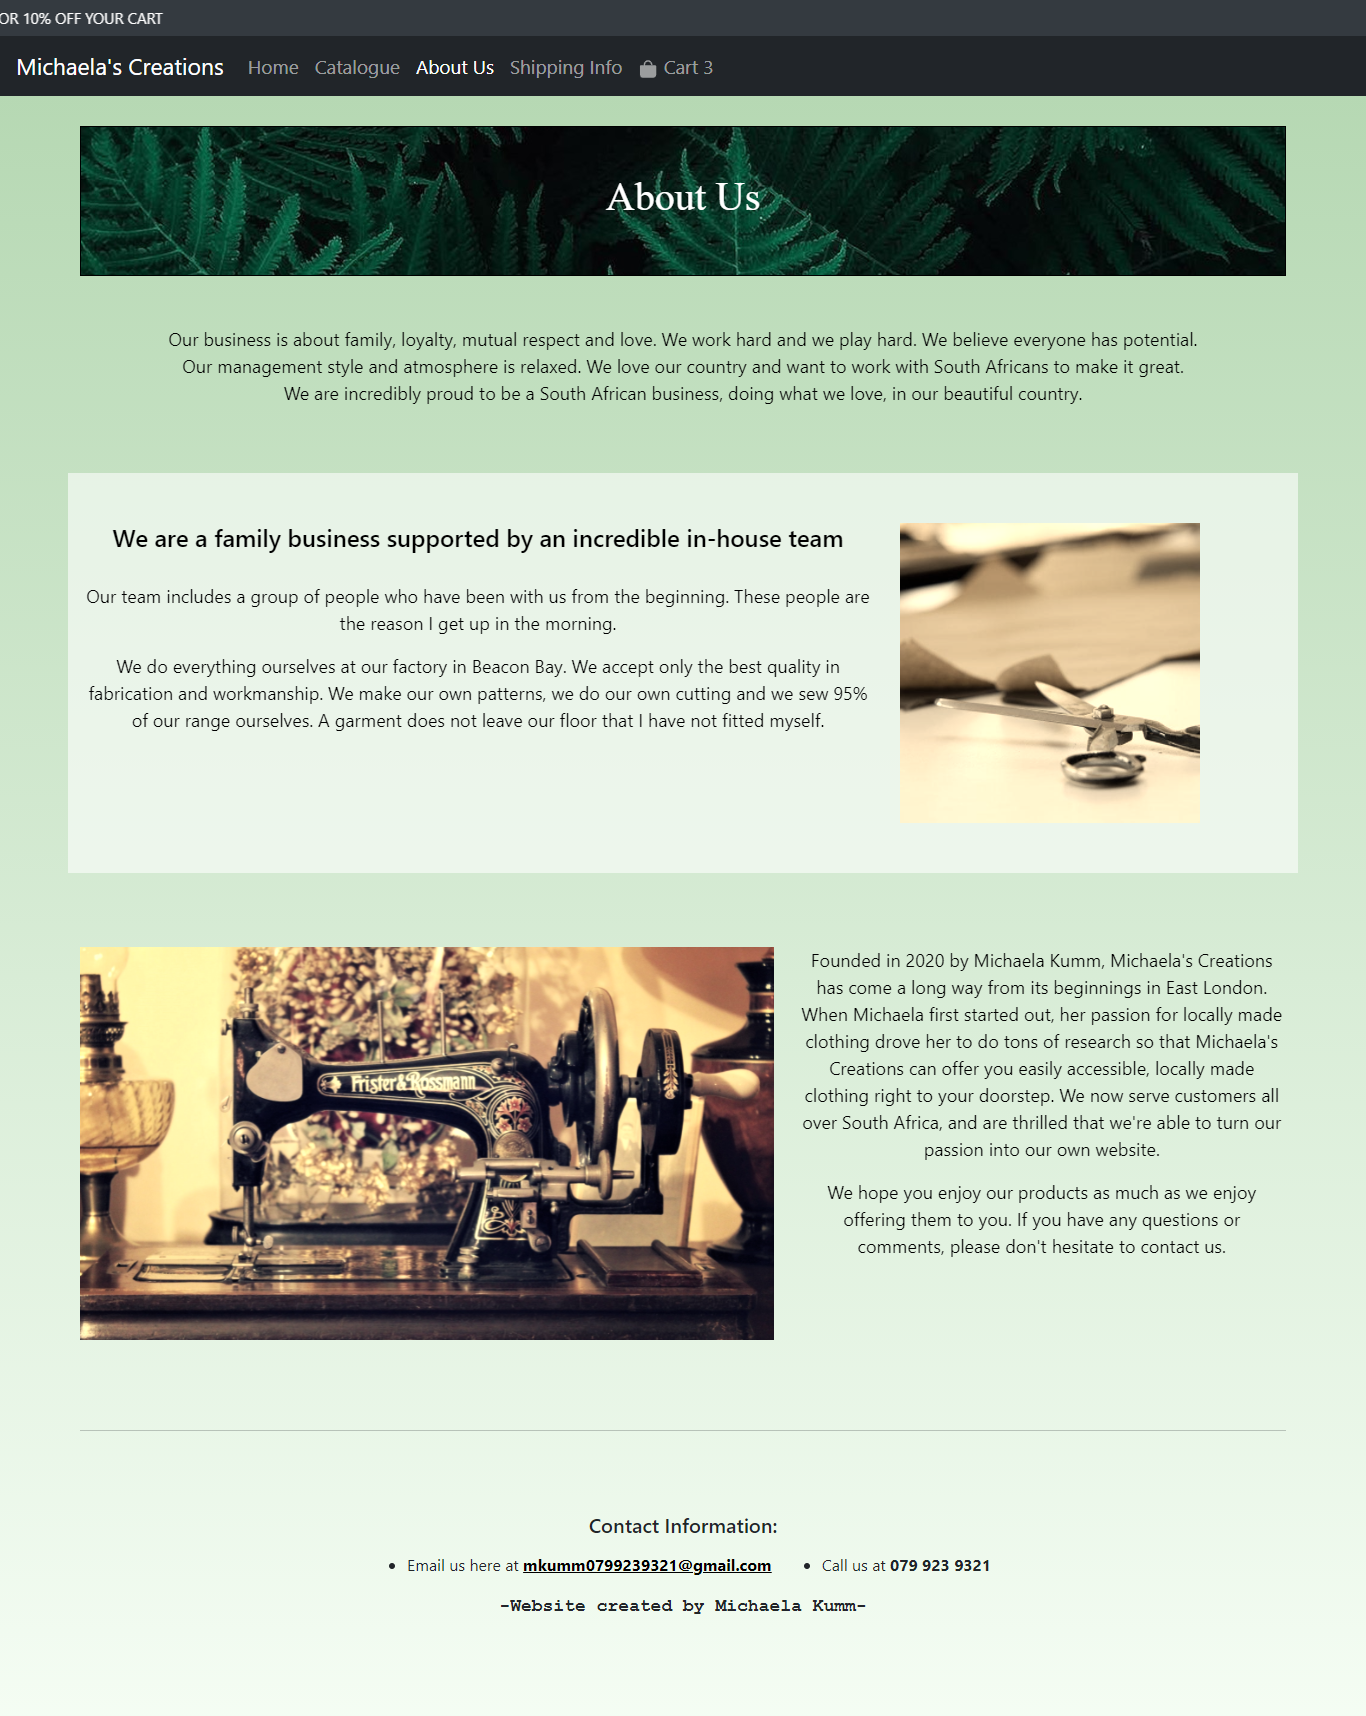 OR 10% OFF YOUR CART
Michaela's Creations Home Catalogue About Us Shipping Info Cart 3
About Us
Our business is about family, loyalty, mutual respect and love. We work hard and we play hard. We believe everyone has potential.
Our management style and atmosphere is relaxed. We love our country and want to work with South Africans to make it great.
We are incredibly proud to be a South African business, doing what we love, in our beautiful country.
We are a family business supported by an incredible in-house team
Our team includes a group of people who have been with us from the beginning. These people are
the reason I get up in the morning.
We do everything ourselves at our factory in Beacon Bay. We accept only the best quality in
fabrication and workmanship. We make our own patterns, we do our own cutting and we sew 95%
of our range ourselves. A garment does not leave our floor that I have not fitted myself.
Frister & Rossmann
Founded in 2020 by Michaela Kumm, Michaela's Creations
has come a long way from its beginnings in East London.
When Michaela first started out, her passion for locally made
clothing drove her to do tons of research so that Michaela's
Creations can offer you easily accessible, locally made
clothing right to your doorstep. We now serve customers all
over South Africa, and are thrilled that we're able to turn our
passion into our own website.
We hope you enjoy our products as much as we enjoy
offering them to you. If you have any questions or
comments, please don't hesitate to contact us.
Contact Information:
• Email us here at mkumm0799239321@gmail.com • Call us at 079 923 9321
-Website created by Michaela Kumm-